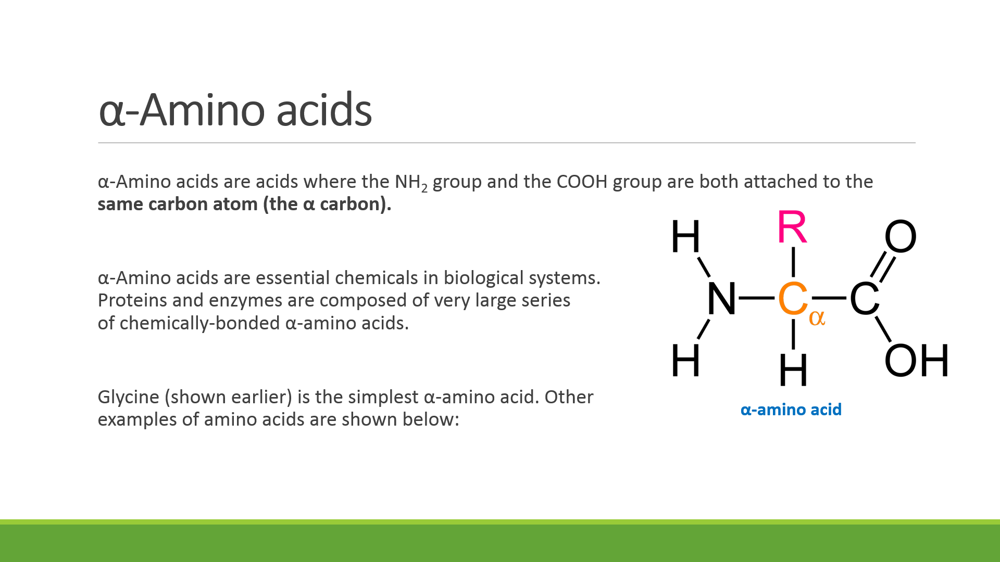 α-Amino acids
α-Amino acids are acids where the NH₂ group and the COOH group are both attached to the
same carbon atom (the α carbon).
α-Amino acids are essential chemicals in biological systems.
Proteins and enzymes are composed of very large series
of chemically-bonded α-amino acids.
Glycine (shown earlier) is the simplest α-amino acid. Other
examples of amino acids are shown below:
H R O
N C α C
H H OH
α-amino acid